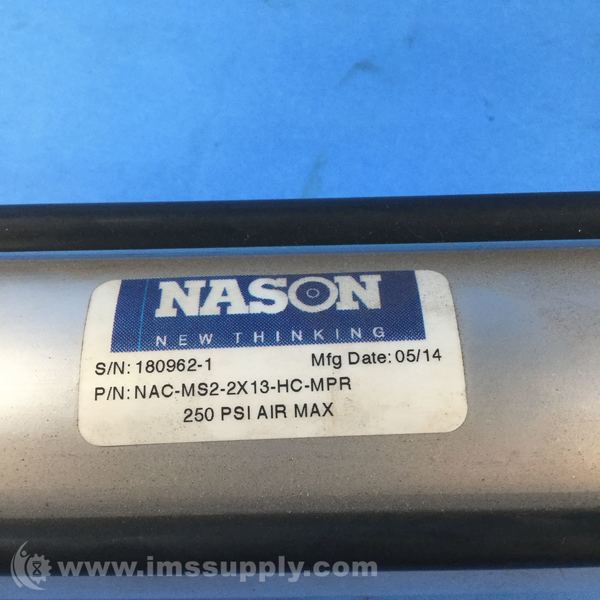 NASON
NEW THINKING
S/N: 180962-1 Mfg Date: 05/14
P/N: NAC-MS2-2X13-HC-MPR
250 PSI AIR MAX
www.imssupply.com